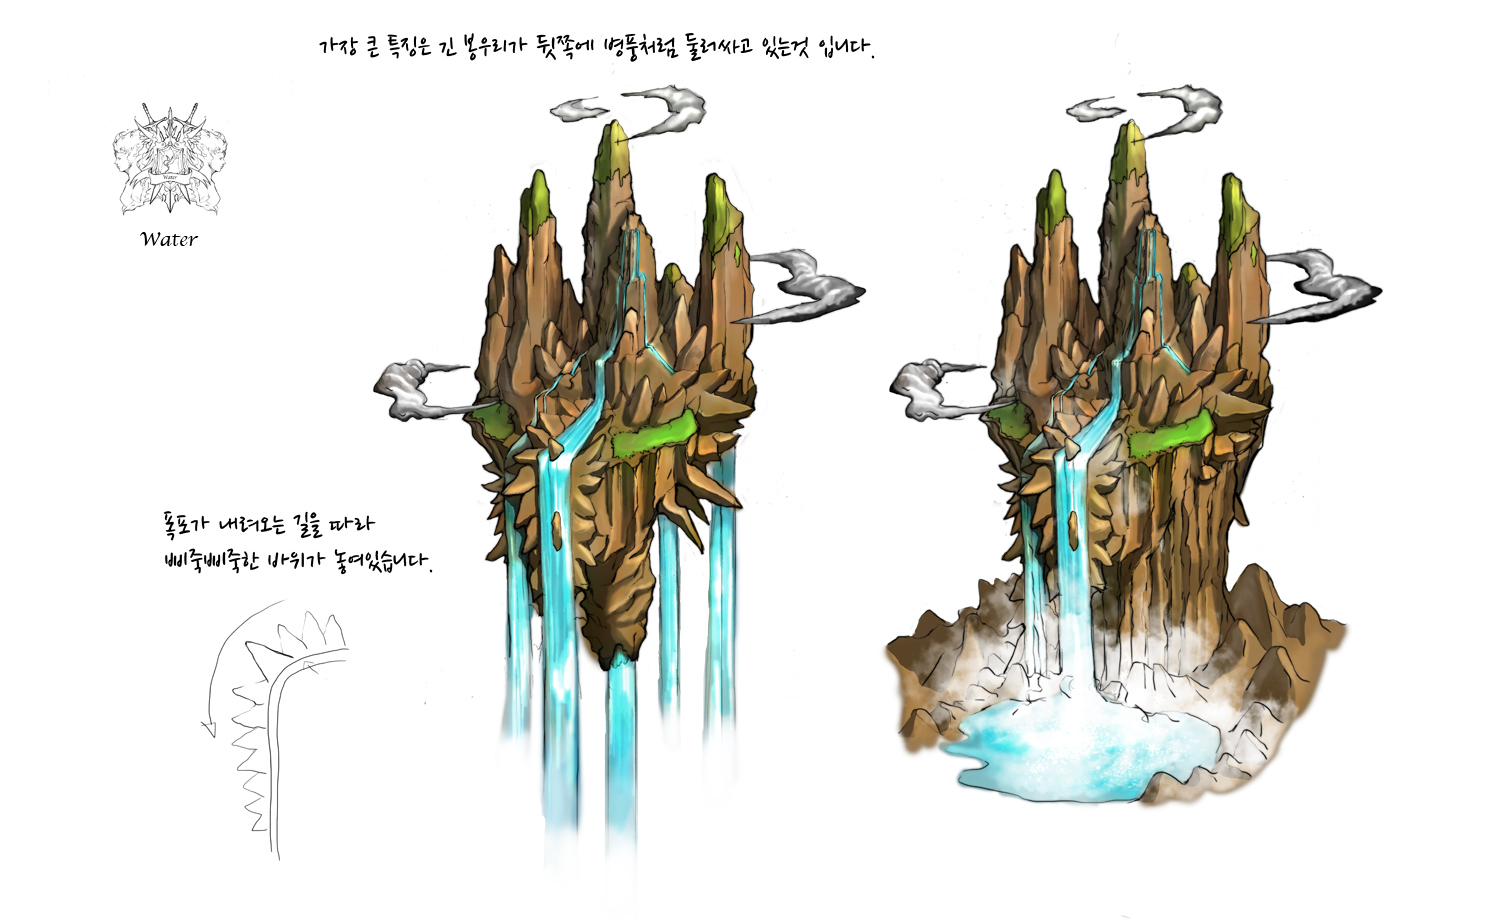 가장 큰 특징은 긴 봉우리가 뒷쪽에 병풍처럼 둘러싸고 있는것 입니다.
Water
Water
폭포가 내려오는 길을 따라
삐죽삐죽한 바위가 놓여있습니다.